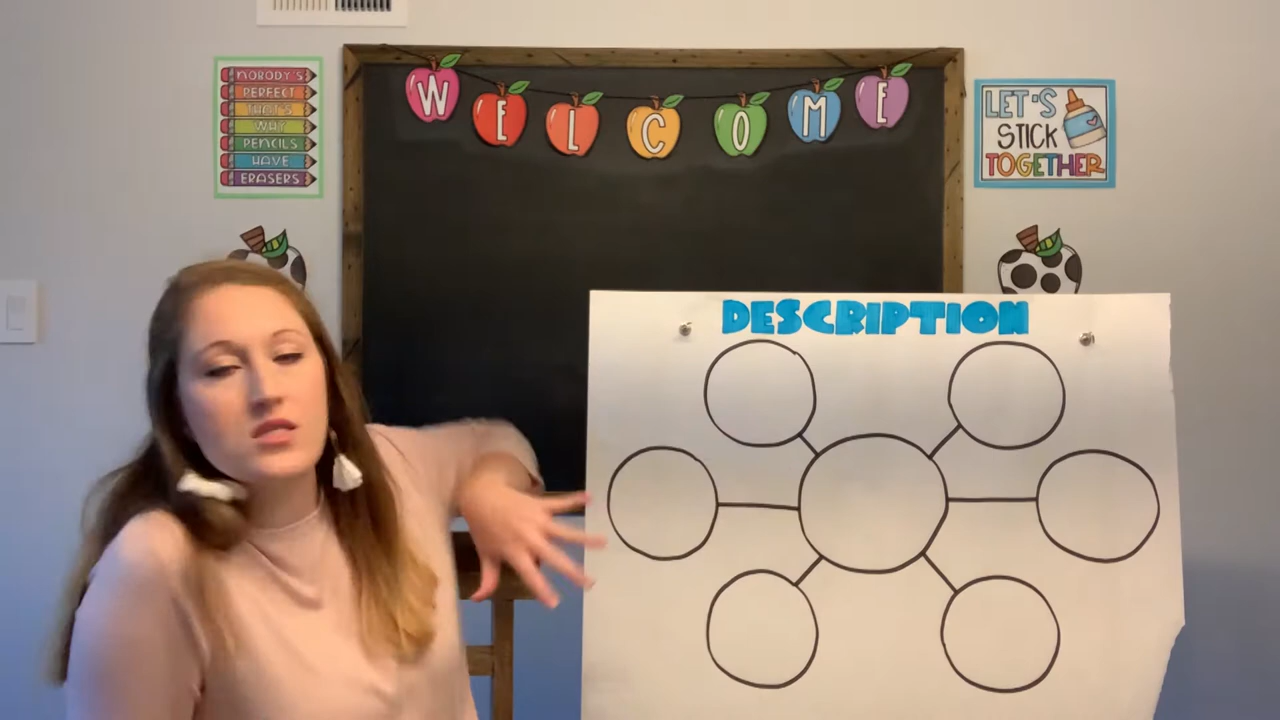 WELCOME
NOBODY'S
PERFECT
THAT'S
WHY
PENCILS
HAVE
ERASERS
LET'S
STICK
TOGETHER
DESCRIPTION